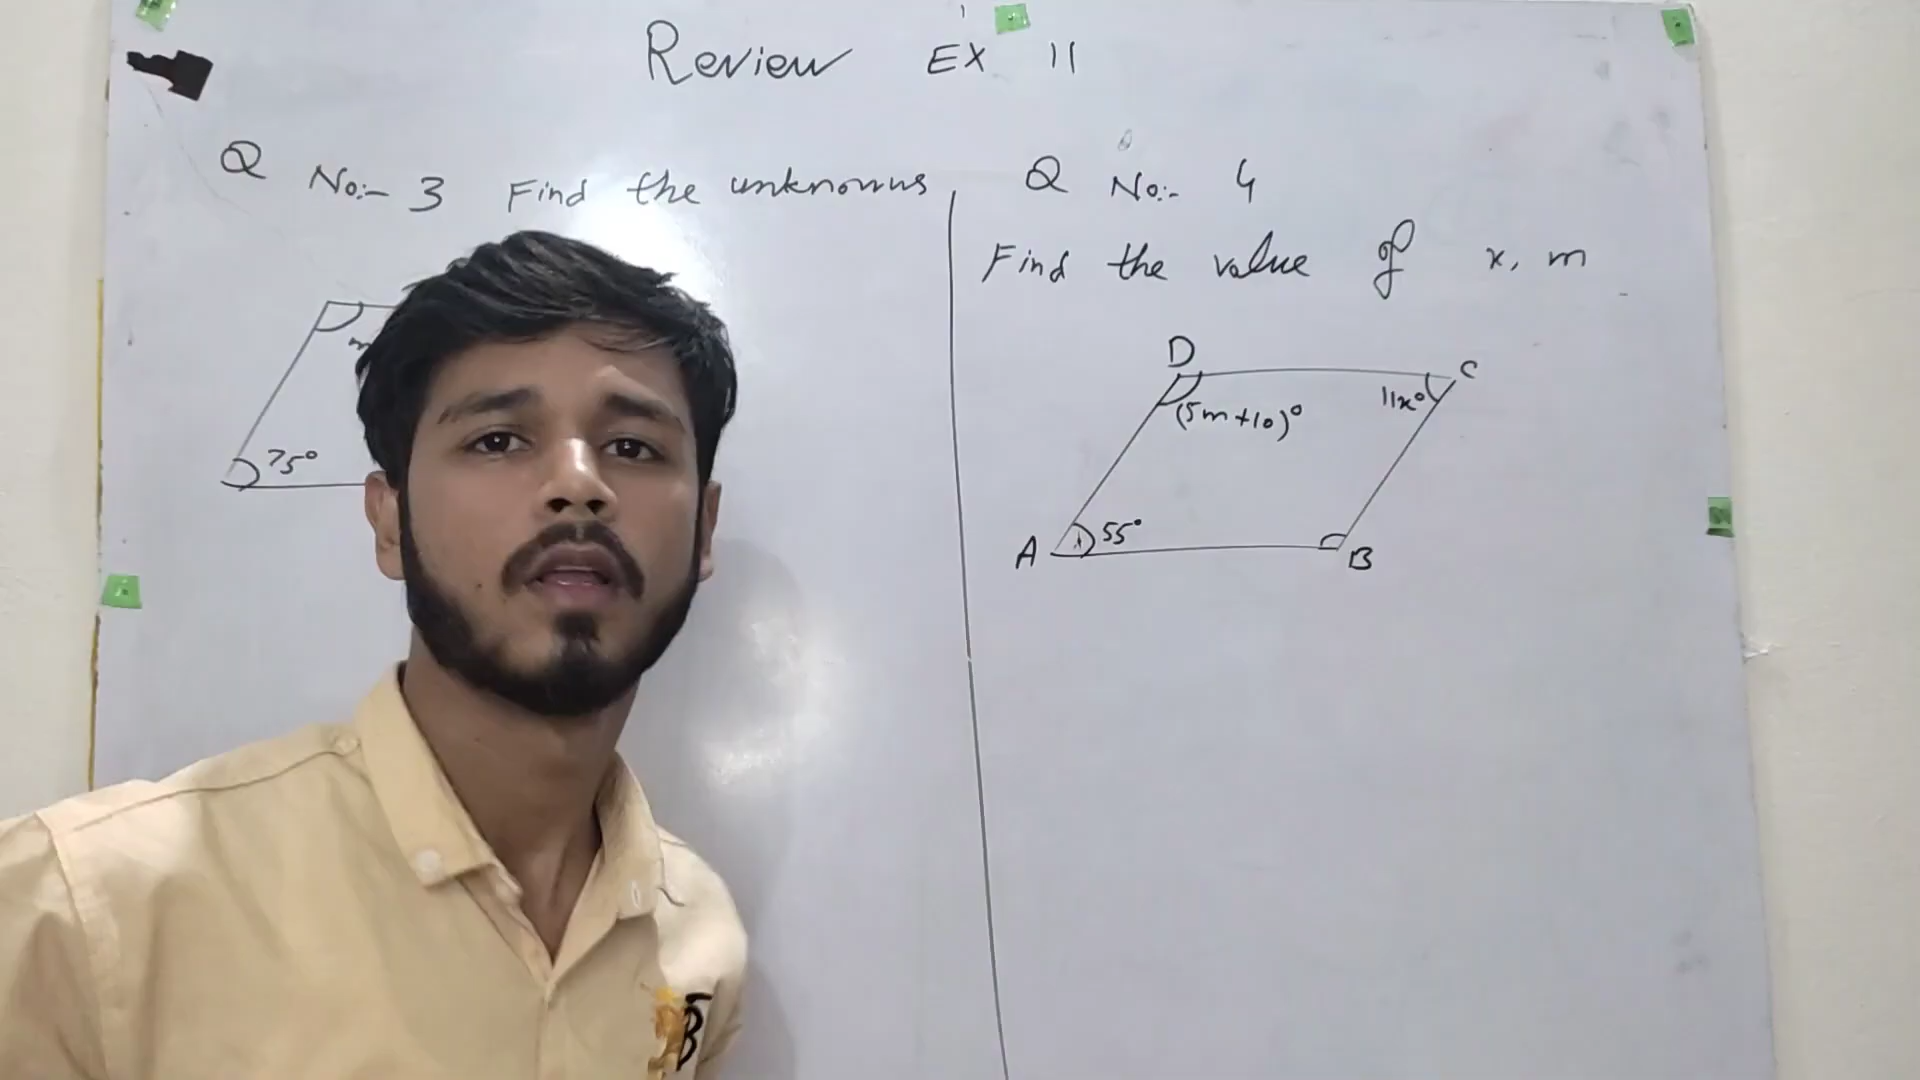 Review EX 11
Q No:- 3 Find the unknowns
m
75°
Q No:- 4
Find the value of x, m
D
C
(5m+10)°
11x°
A
55°
B